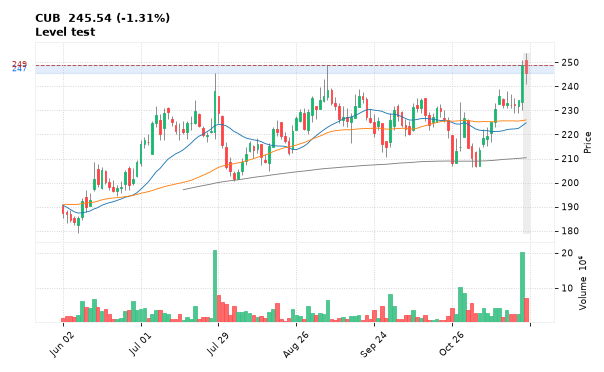 CUB 245.54 (-1.31%)
Level test
249
247
250
240
230
220
210
200
190
180
Price
20
10
Volume 10⁶
Jun 02
Jul 01
Jul 29
Aug 26
Sep 24
Oct 26